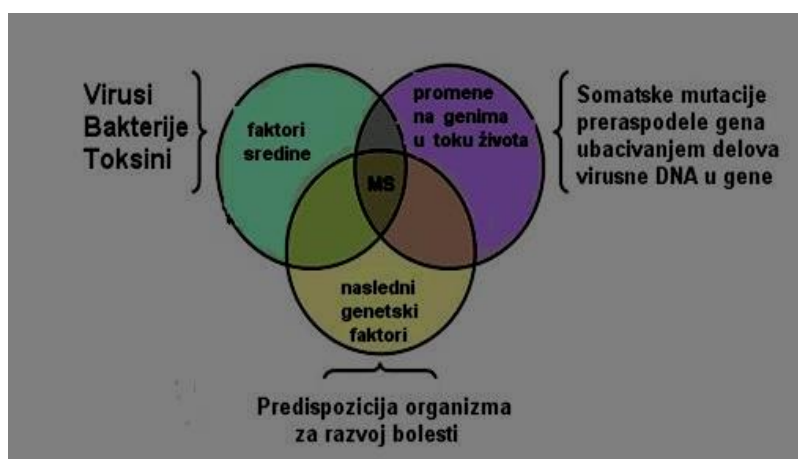 Virusi
Bakterije
Toksini
faktori
sredine
promene
na genima
u toku života
Somatske mutacije
preraspodele gena
ubacivanjem delova
virusne DNA u gene
MS
nasledni
genetski
faktori
Predispozicija organizma
za razvoj bolesti